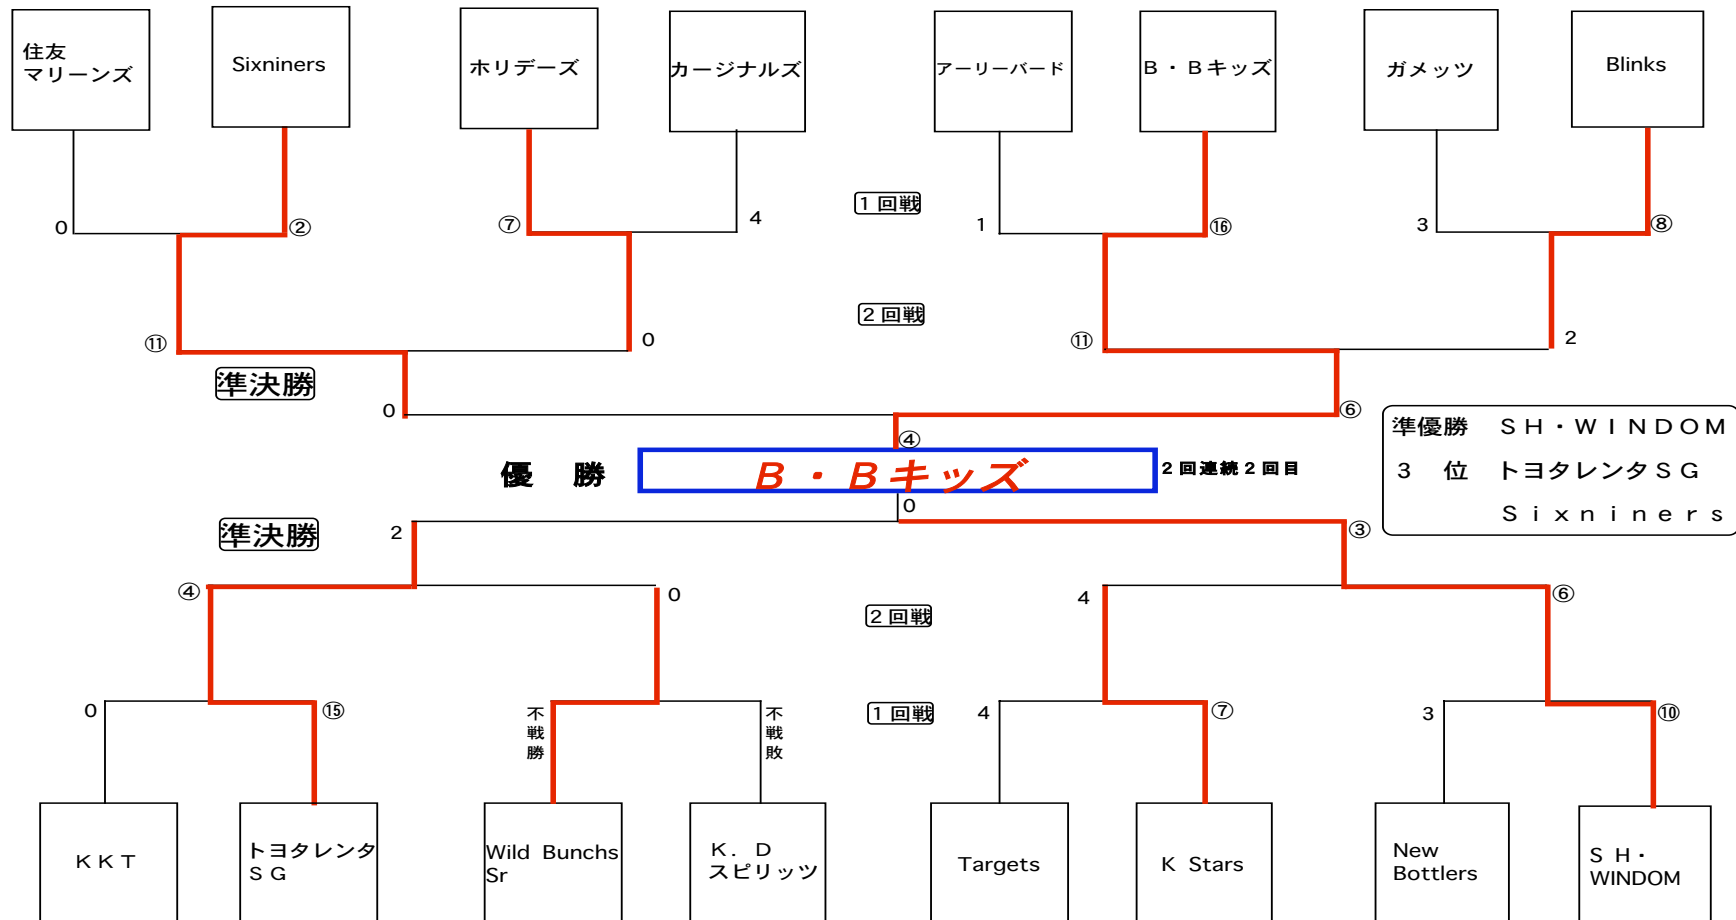 住友
マリーンズ
Sixniners
ホリデーズ
カージナルズ
アーリーバード
B・Bキッズ
ガメッツ
Blinks
1回戦
0
②
⑦
4
1
⑯
3
⑧
2回戦
⑪
0
⑪
2
準決勝
0
⑥
④
準優勝 SH・WINDOM
3 位 トヨタレンタSG
Sixniners
優 勝
B・Bキッズ
2回連続2回目
0
準決勝
2
③
④
0
4
⑥
2回戦
0
⑮
不戦勝
不戦敗
1回戦
4
⑦
3
⑩
KKT
トヨタレンタ
SG
Wild Bunchs
Sr
K.D
スピリッツ
Targets
K Stars
New
Bottlers
SH・
WINDOM